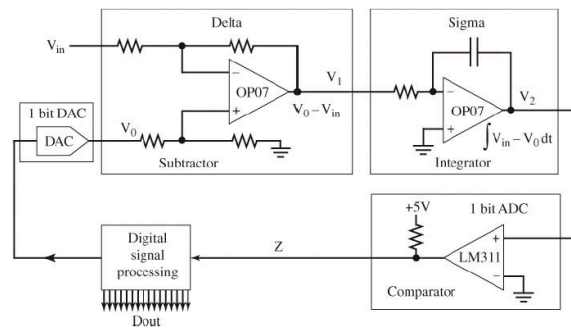 Delta
Sigma
V_in
−
OP07
+
V_1
V_0 − V_in
Subtractor
−
OP07
+
V_2
∫V_in − V_0 dt
Integrator
1 bit DAC
DAC
V_0
+5V
1 bit ADC
+
LM311
−
Comparator
Z
Digital
signal
processing
Dout